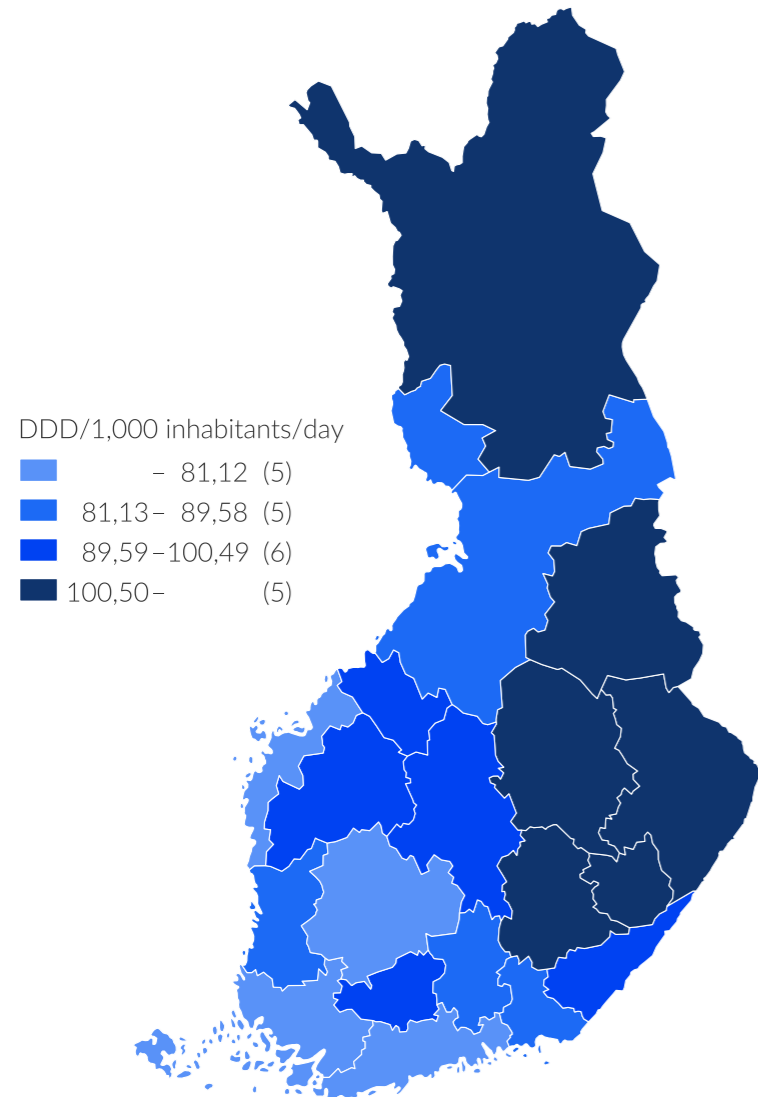 DDD/1,000 inhabitants/day
– 81,12 (5)
81,13– 89,58 (5)
89,59–100,49 (6)
100,50– (5)